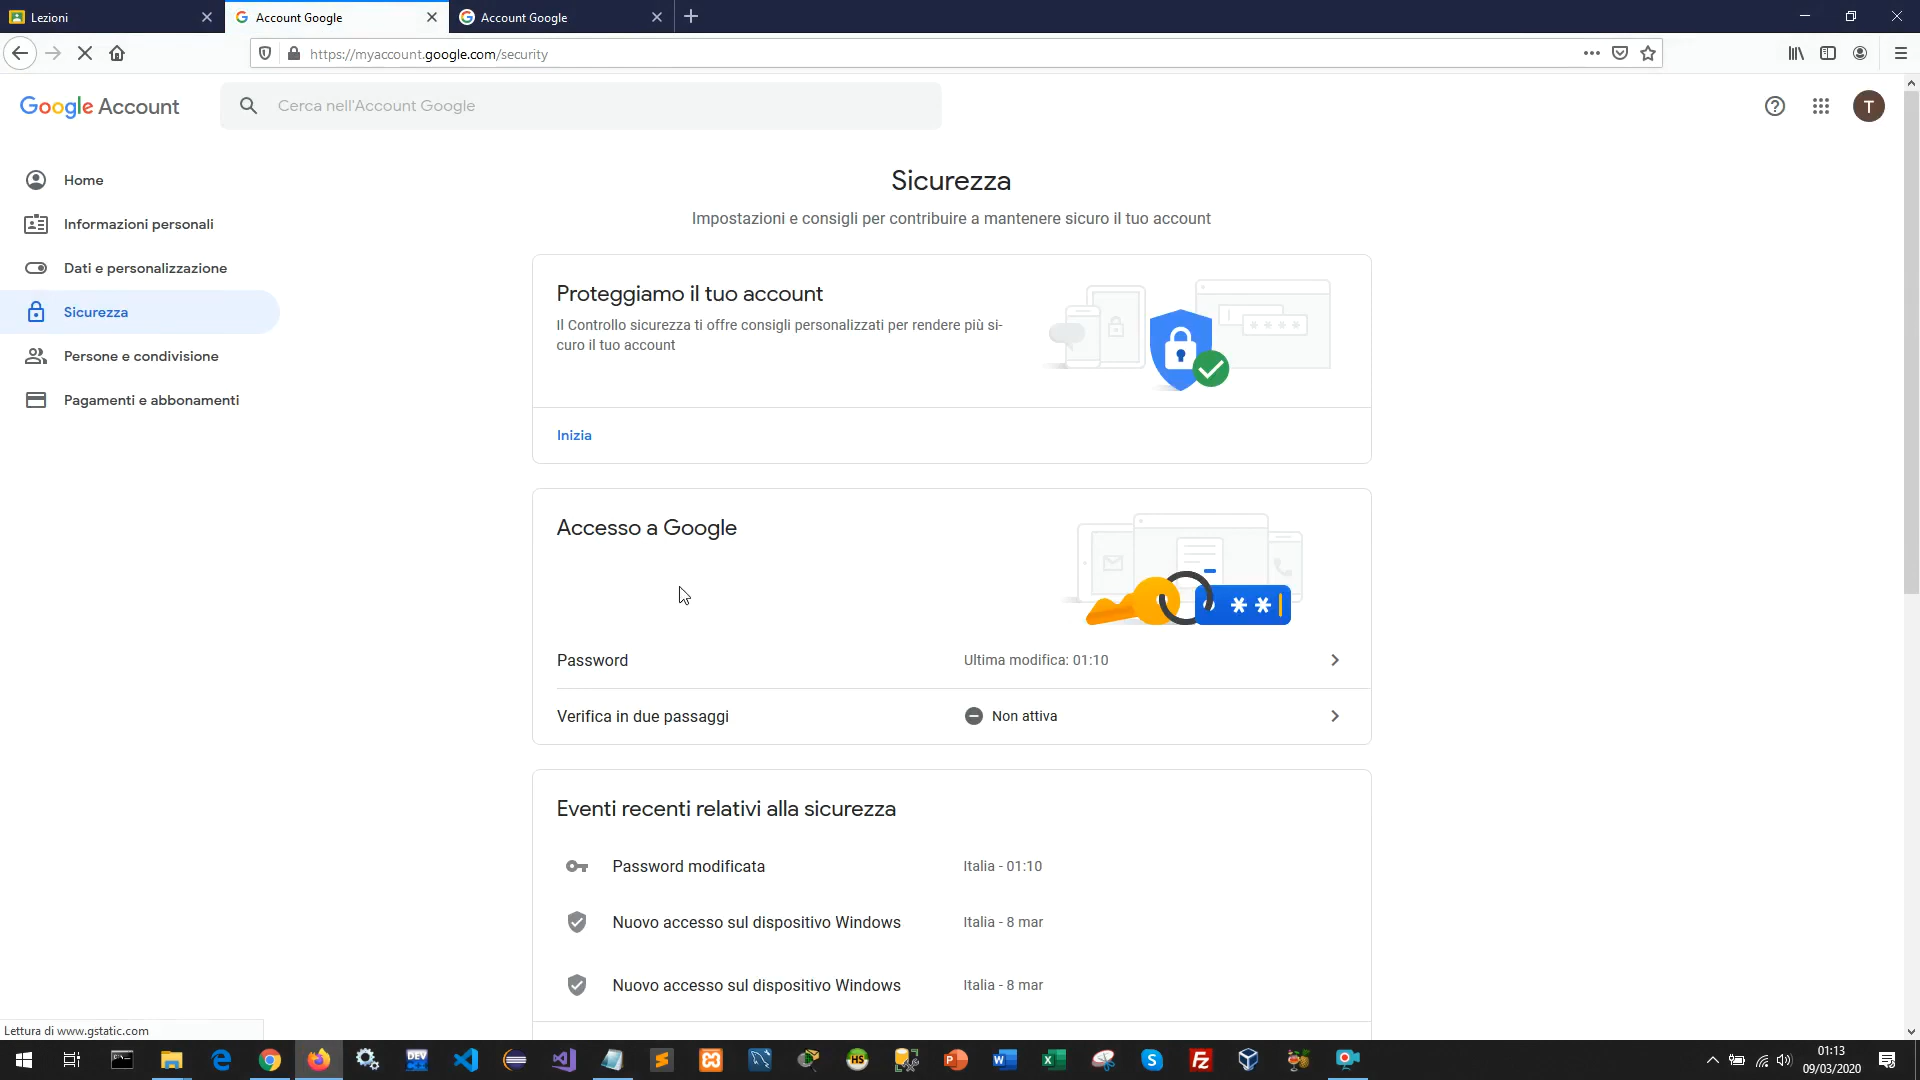 Lezioni
Account Google
Account Google
https://myaccount.google.com/security
Google Account
Cerca nell'Account Google
T
Home
Informazioni personali
Dati e personalizzazione
Sicurezza
Persone e condivisione
Pagamenti e abbonamenti
Sicurezza
Impostazioni e consigli per contribuire a mantenere sicuro il tuo account
Proteggiamo il tuo account
Il Controllo sicurezza ti offre consigli personalizzati per rendere più si-
curo il tuo account
Inizia
Accesso a Google
Password
Ultima modifica: 01:10
Verifica in due passaggi
Non attiva
Eventi recenti relativi alla sicurezza
Password modificata
Italia - 01:10
Nuovo accesso sul dispositivo Windows
Italia - 8 mar
Nuovo accesso sul dispositivo Windows
Italia - 8 mar
Lettura di www.gstatic.com
DEV
HS
01:13
09/03/2020